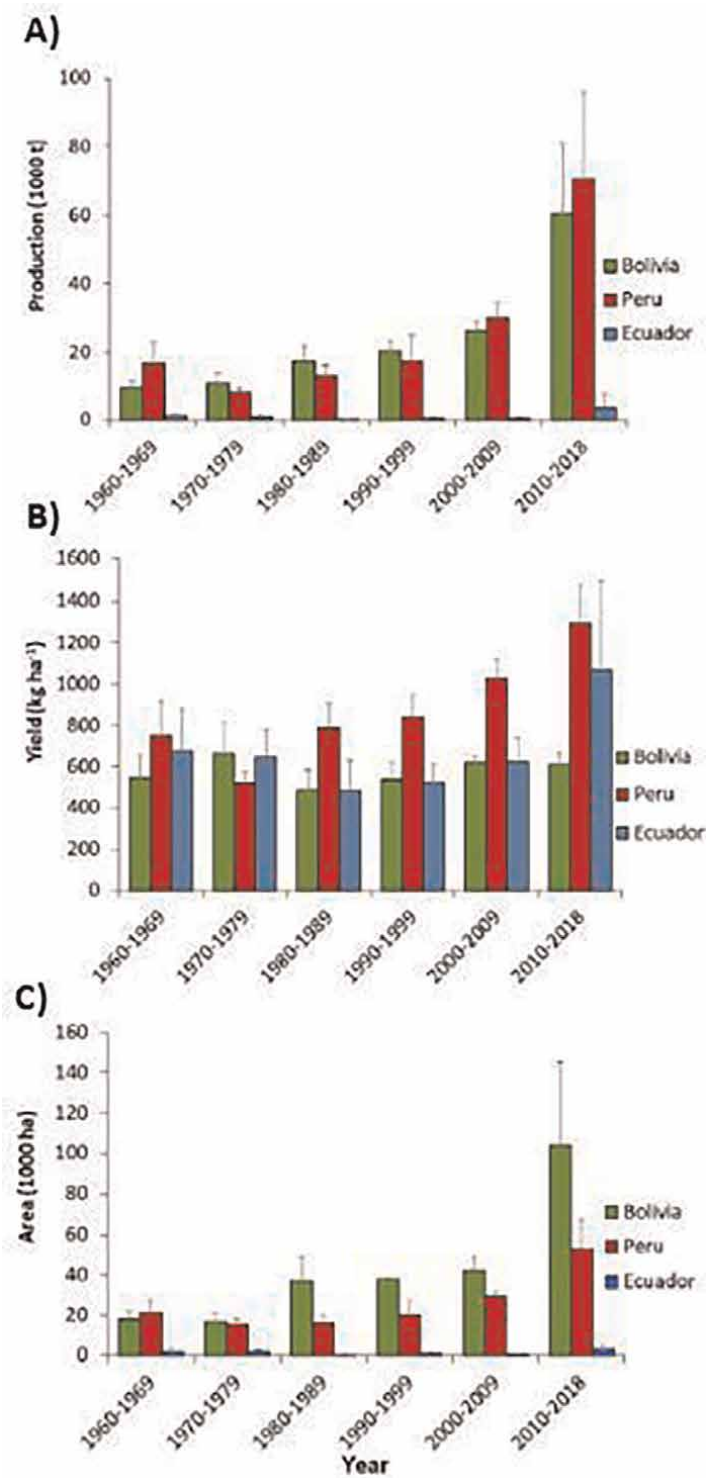 A)
Production (1000 t)
100
80
60
40
20
0
Bolivia
Peru
Ecuador
1960-1969
1970-1979
1980-1989
1990-1999
2000-2009
2010-2018
B)
Yield (kg ha⁻¹)
1600
1400
1200
1000
800
600
400
200
0
Bolivia
Peru
Ecuador
1960-1969
1970-1979
1980-1989
1990-1999
2000-2009
2010-2018
C)
Area (1000 ha)
160
140
120
100
80
60
40
20
0
Bolivia
Peru
Ecuador
1960-1969
1970-1979
1980-1989
1990-1999
2000-2009
2010-2018
Year